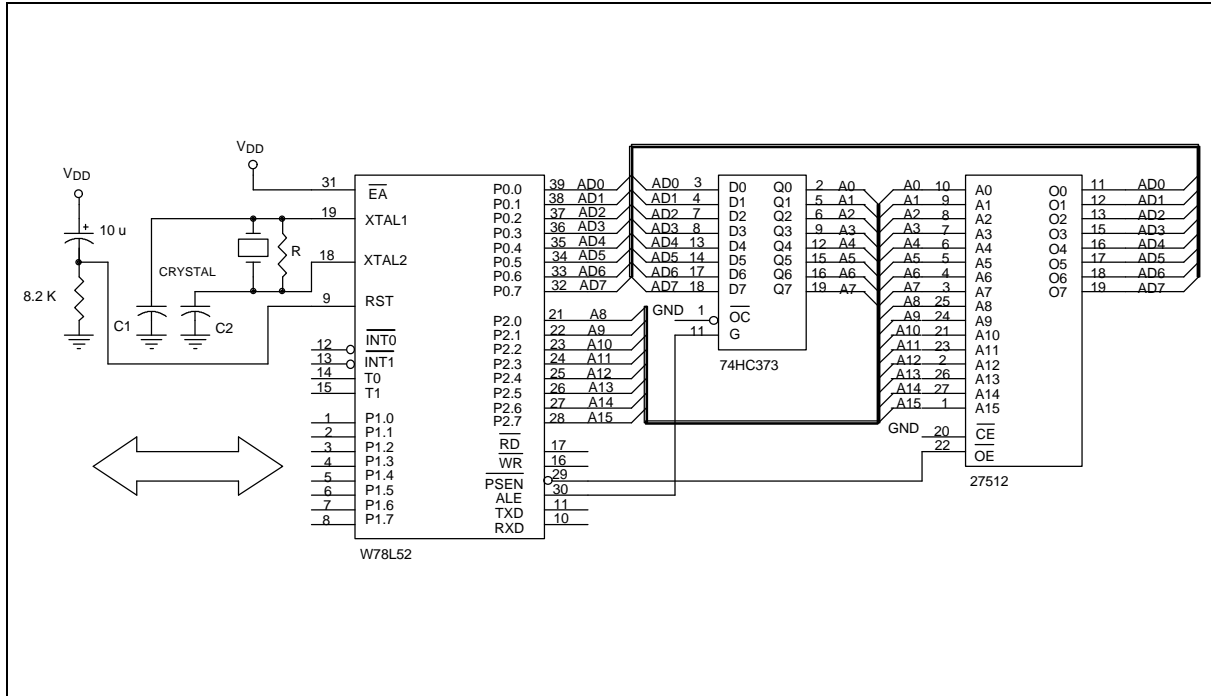 VDD
10 u
8.2 K
VDD
C1
C2
CRYSTAL
R
31 EA
19 XTAL1
18 XTAL2
9 RST
12 INT0
13 INT1
14 T0
15 T1
1 P1.0
2 P1.1
3 P1.2
4 P1.3
5 P1.4
6 P1.5
7 P1.6
8 P1.7
P0.0 39 AD0
P0.1 38 AD1
P0.2 37 AD2
P0.3 36 AD3
P0.4 35 AD4
P0.5 34 AD5
P0.6 33 AD6
P0.7 32 AD7
P2.0 21 A8
P2.1 22 A9
P2.2 23 A10
P2.3 24 A11
P2.4 25 A12
P2.5 26 A13
P2.6 27 A14
P2.7 28 A15
RD 17
WR 16
PSEN 29
ALE 30
TXD 11
RXD 10
W78L52
AD0 3 D0 Q0 2 A0
AD1 4 D1 Q1 5 A1
AD2 7 D2 Q2 6 A2
AD3 8 D3 Q3 9 A3
AD4 13 D4 Q4 12 A4
AD5 14 D5 Q5 15 A5
AD6 17 D6 Q6 16 A6
AD7 18 D7 Q7 19 A7
GND 1 OC
11 G
74HC373
A0 10 A0 O0 11 AD0
A1 9 A1 O1 12 AD1
A2 8 A2 O2 13 AD2
A3 7 A3 O3 15 AD3
A4 6 A4 O4 16 AD4
A5 5 A5 O5 17 AD5
A6 4 A6 O6 18 AD6
A7 3 A7 O7 19 AD7
A8 25 A8
A9 24 A9
A10 21 A10
A11 23 A11
A12 2 A12
A13 26 A13
A14 27 A14
A15 1 A15
GND 20 CE
22 OE
27512